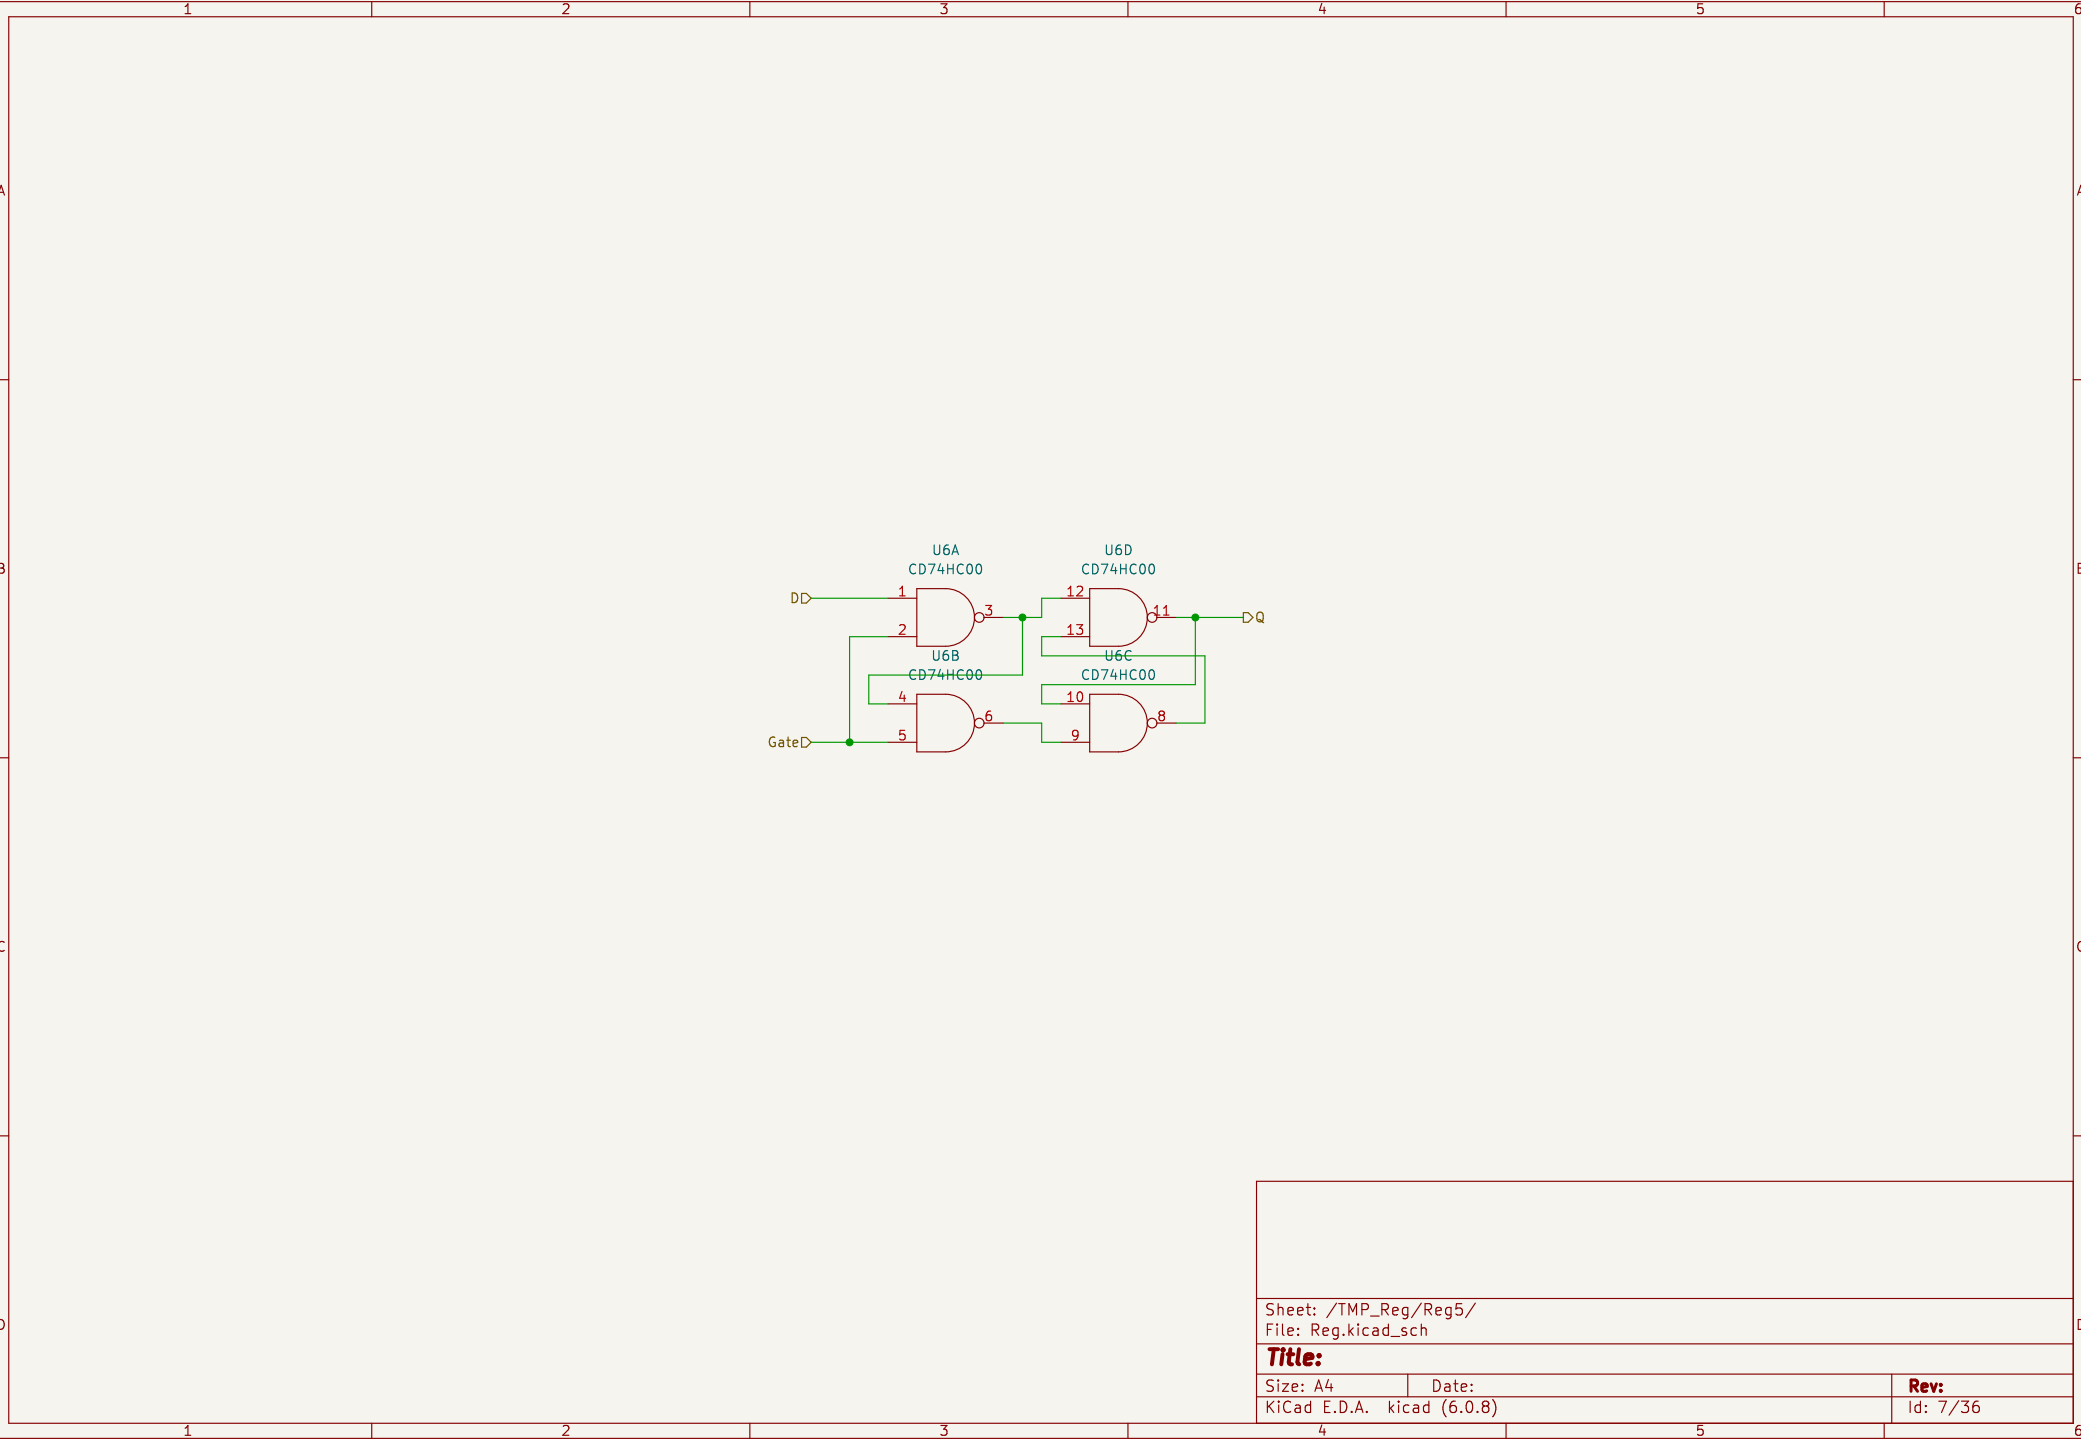 1 2 3 4 5 6
A A
B B
C C
D D
U6A U6D
CD74HC00 CD74HC00
D 1 3 12 11 Q
2 13
U6B U6C
CD74HC00 CD74HC00
4 6 10 8
Gate 5 9
Sheet: /TMP_Reg/Reg5/
File: Reg.kicad_sch
Title:
Size: A4 Date: Rev:
KiCad E.D.A. kicad (6.0.8) Id: 7/36
1 2 3 4 5 6